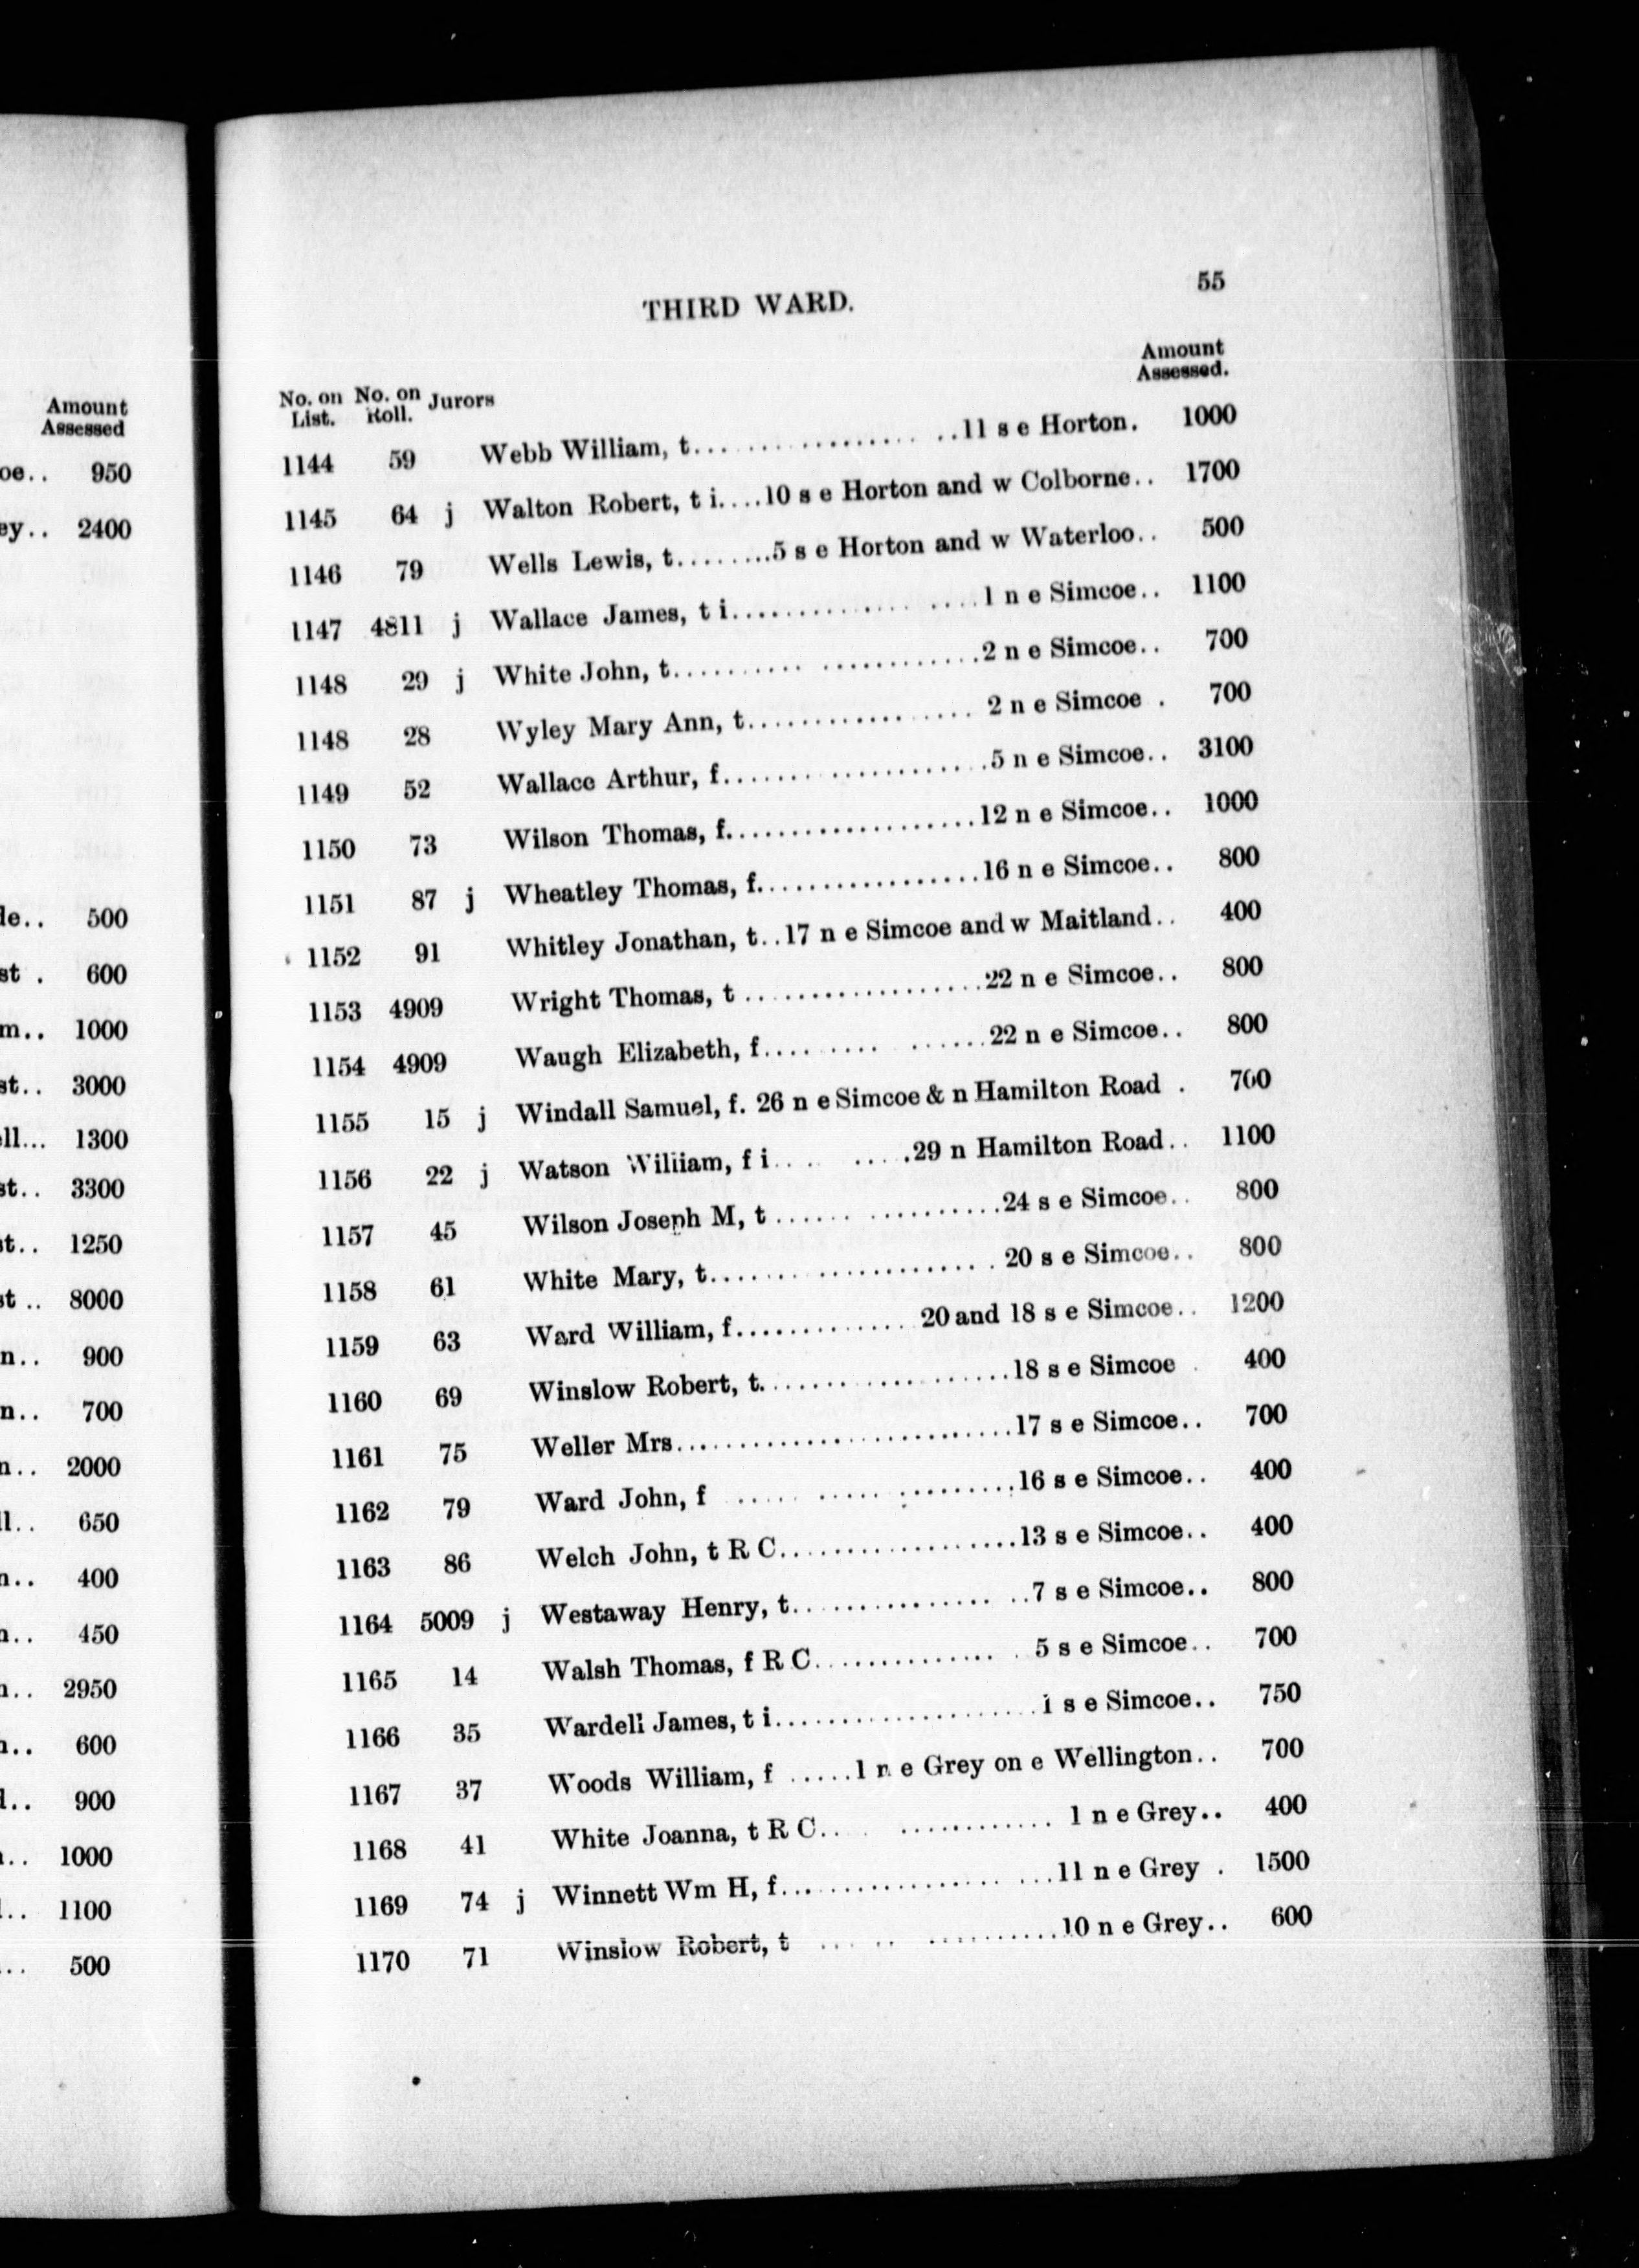 Amount
Assessed
oe.. 950
ey.. 2400
de.. 500
st . 600
m.. 1000
st.. 3000
ell... 1300
st.. 3300
st.. 1250
st .. 8000
n.. 900
n.. 700
n.. 2000
ll.. 650
n.. 400
n.. 450
n.. 2950
n.. 600
d.. 900
.. 1000
.. 1100
.. 500
55
THIRD WARD.
Amount
Assessed.
No. on List. No. on Roll. Jurors
1144 59 Webb William, t.................. ..11 s e Horton. 1000
1145 64 j Walton Robert, t i....10 s e Horton and w Colborne.. 1700
1146 79 Wells Lewis, t........5 s e Horton and w Waterloo.. 500
1147 4811 j Wallace James, t i............... ....1 n e Simcoe.. 1100
1148 29 j White John, t.......... ............2 n e Simcoe.. 700
1148 28 Wyley Mary Ann, t................. 2 n e Simcoe . 700
1149 52 Wallace Arthur, f.....................5 n e Simcoe.. 3100
1150 73 Wilson Thomas, f...................12 n e Simcoe.. 1000
1151 87 j Wheatley Thomas, f.................16 n e Simcoe.. 800
1152 91 Whitley Jonathan, t..17 n e Simcoe and w Maitland.. 400
1153 4909 Wright Thomas, t ..................22 n e Simcoe.. 800
1154 4909 Waugh Elizabeth, f......... ......22 n e Simcoe.. 800
1155 15 j Windall Samuel, f. 26 n e Simcoe & n Hamilton Road . 700
1156 22 j Watson William, f i... .....29 n Hamilton Road.. 1100
1157 45 Wilson Joseph M, t ...... ..........24 s e Simcoe.. 800
1158 61 White Mary, t...................... 20 s e Simcoe.. 800
1159 63 Ward William, f............. 20 and 18 s e Simcoe.. 1200
1160 69 Winslow Robert, t...................18 s e Simcoe . 400
1161 75 Weller Mrs..........................17 s e Simcoe.. 700
1162 79 Ward John, f ..... ..... .........16 s e Simcoe.. 400
1163 86 Welch John, t R C..................13 s e Simcoe.. 400
1164 5009 j Westaway Henry, t............... ..7 s e Simcoe.. 800
1165 14 Walsh Thomas, f R C.............. . 5 s e Simcoe.. 700
1166 35 Wardell James, t i....................1 s e Simcoe.. 750
1167 37 Woods William, f .....1 n e Grey on e Wellington.. 700
1168 41 White Joanna, t R C... ............ 1 n e Grey.. 400
1169 74 j Winnett Wm H, f................ ...11 n e Grey . 1500
1170 71 Winslow Robert, t ... .. ...........10 n e Grey.. 600